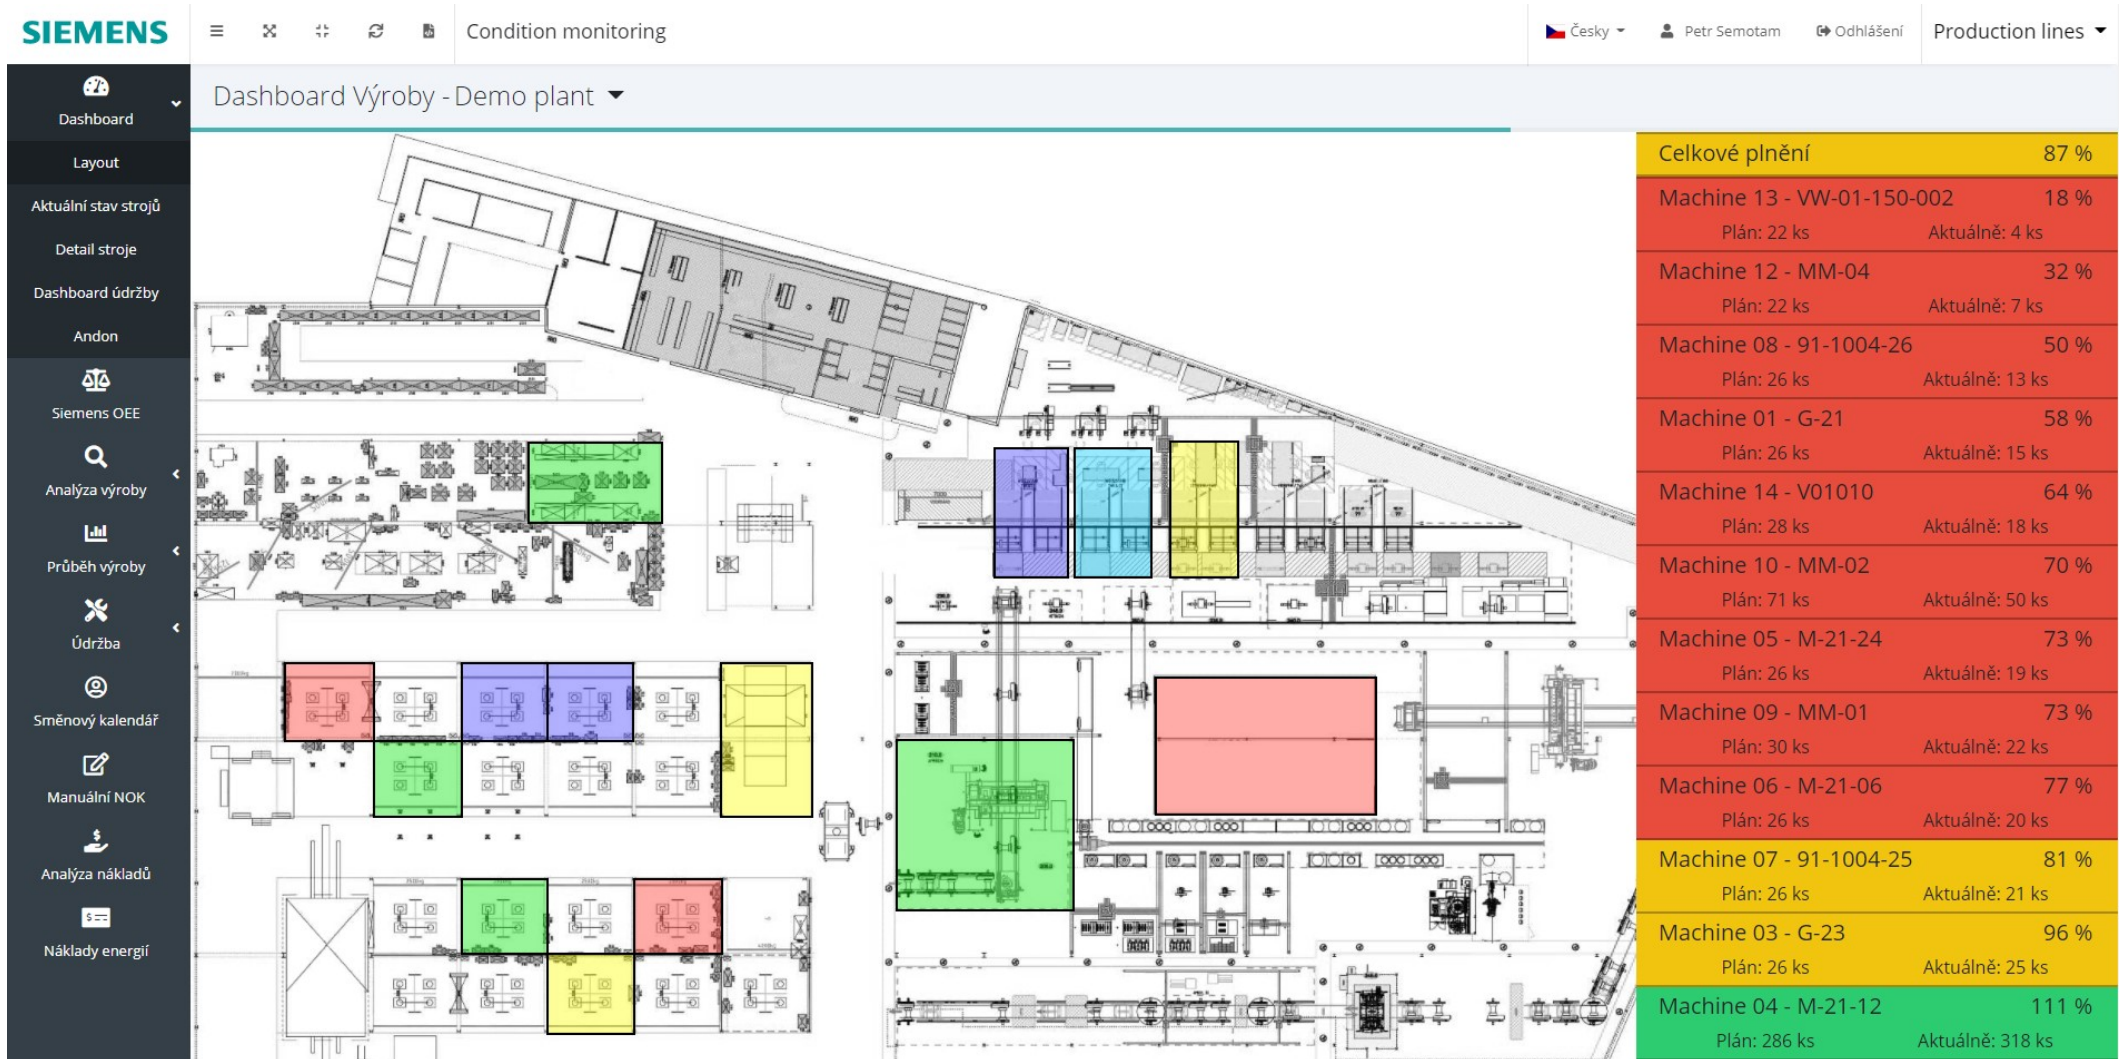 SIEMENS
Condition monitoring
Česky
Petr Semotam
Odhlášení
Production lines
Dashboard
Dashboard Výroby - Demo plant
Layout
Aktuální stav strojů
Detail stroje
Dashboard údržby
Andon
Siemens OEE
Analýza výroby
Průběh výroby
Údržba
Směnový kalendář
Manuální NOK
Analýza nákladů
Náklady energií
Celkové plnění 87 %
Machine 13 - VW-01-150-002 18 %
Plán: 22 ks Aktuálně: 4 ks
Machine 12 - MM-04 32 %
Plán: 22 ks Aktuálně: 7 ks
Machine 08 - 91-1004-26 50 %
Plán: 26 ks Aktuálně: 13 ks
Machine 01 - G-21 58 %
Plán: 26 ks Aktuálně: 15 ks
Machine 14 - V01010 64 %
Plán: 28 ks Aktuálně: 18 ks
Machine 10 - MM-02 70 %
Plán: 71 ks Aktuálně: 50 ks
Machine 05 - M-21-24 73 %
Plán: 26 ks Aktuálně: 19 ks
Machine 09 - MM-01 73 %
Plán: 30 ks Aktuálně: 22 ks
Machine 06 - M-21-06 77 %
Plán: 26 ks Aktuálně: 20 ks
Machine 07 - 91-1004-25 81 %
Plán: 26 ks Aktuálně: 21 ks
Machine 03 - G-23 96 %
Plán: 26 ks Aktuálně: 25 ks
Machine 04 - M-21-12 111 %
Plán: 286 ks Aktuálně: 318 ks